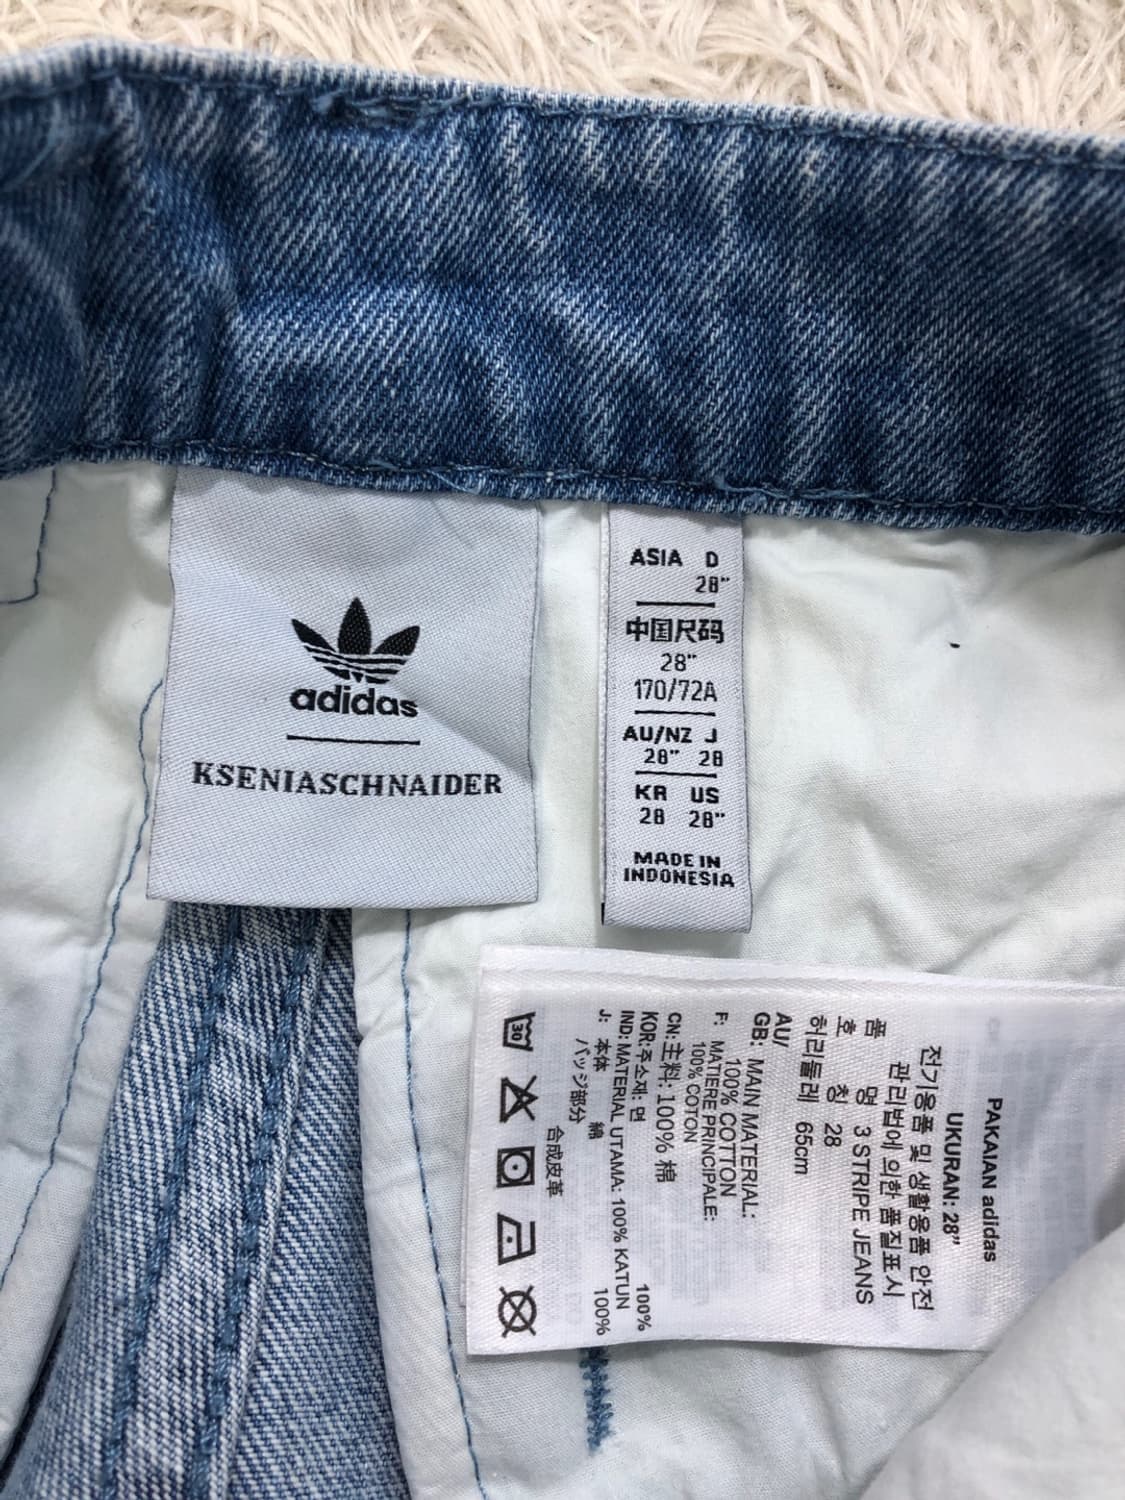 adidas
KSENIASCHNAIDER
ASIA D
28"
中国尺码
28"
170/72A
AU/NZ J
28" 28
KR US
28 28"
MADE IN
INDONESIA
PAKAIAN adidas
UKURAN: 28"
전기용품 및 생활용품 안전
관리법에 의한 품질표시
품 명 3 STRIPE JEANS
호 칭 28
허리둘레 65cm
AU/
GB: MAIN MATERIAL:
100% COTTON
F: MATIERE PRINCIPALE:
100% COTON
CN: 主料: 100% 棉
KOR: 주소재: 면 100%
IND: MATERIAL UTAMA: 100% KATUN
J: 本体 綿 100%
バッジ部分
合成皮革
30